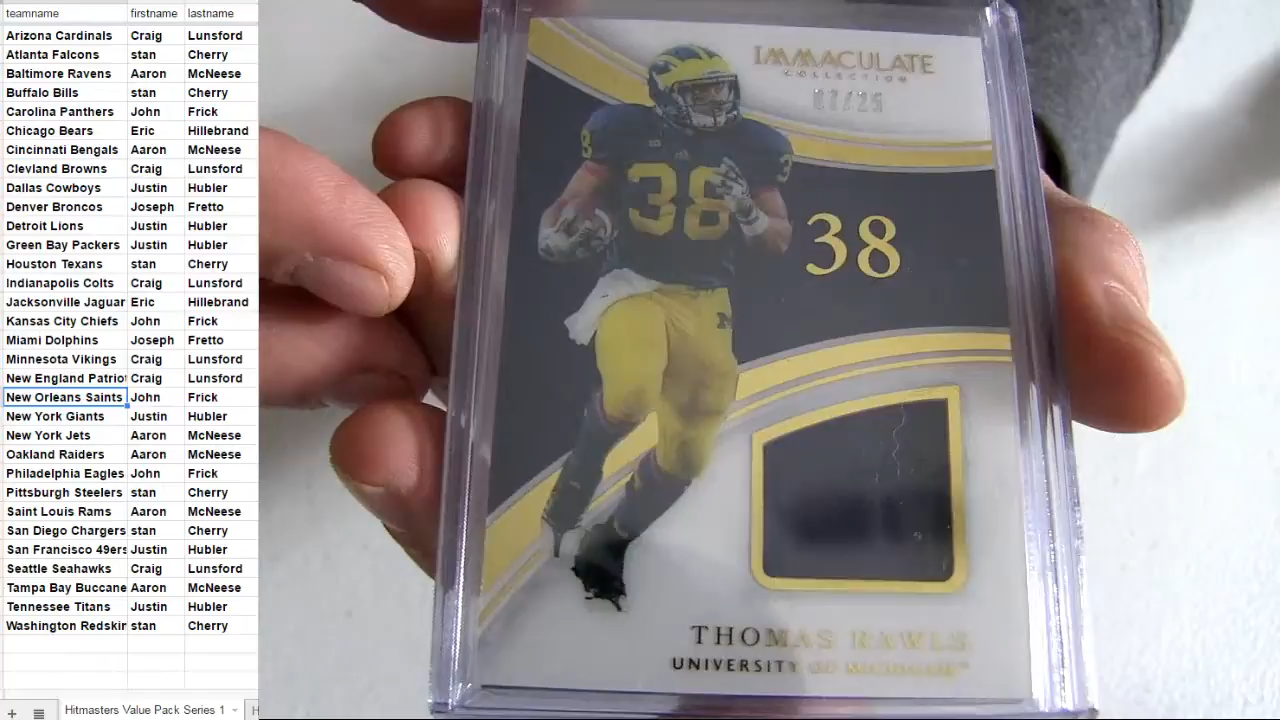 teamname firstname lastname
Arizona Cardinals Craig Lunsford
Atlanta Falcons stan Cherry
Baltimore Ravens Aaron McNeese
Buffalo Bills stan Cherry
Carolina Panthers John Frick
Chicago Bears Eric Hillebrand
Cincinnati Bengals Aaron McNeese
Clevland Browns Craig Lunsford
Dallas Cowboys Justin Hubler
Denver Broncos Joseph Fretto
Detroit Lions Justin Hubler
Green Bay Packers Justin Hubler
Houston Texans stan Cherry
Indianapolis Colts Craig Lunsford
Jacksonville Jaguar Eric Hillebrand
Kansas City Chiefs John Frick
Miami Dolphins Joseph Fretto
Minnesota Vikings Craig Lunsford
New England Patriot Craig Lunsford
New Orleans Saints John Frick
New York Giants Justin Hubler
New York Jets Aaron McNeese
Oakland Raiders Aaron McNeese
Philadelphia Eagles John Frick
Pittsburgh Steelers stan Cherry
Saint Louis Rams Aaron McNeese
San Diego Chargers stan Cherry
San Francisco 49ers Justin Hubler
Seattle Seahawks Craig Lunsford
Tampa Bay Buccane Aaron McNeese
Tennessee Titans Justin Hubler
Washington Redskin stan Cherry
Hitmasters Value Pack Series 1
IMMACULATE
COLLECTION
07/25
38
38
38
M
THOMAS RAWLS
UNIVERSITY OF MICHIGAN